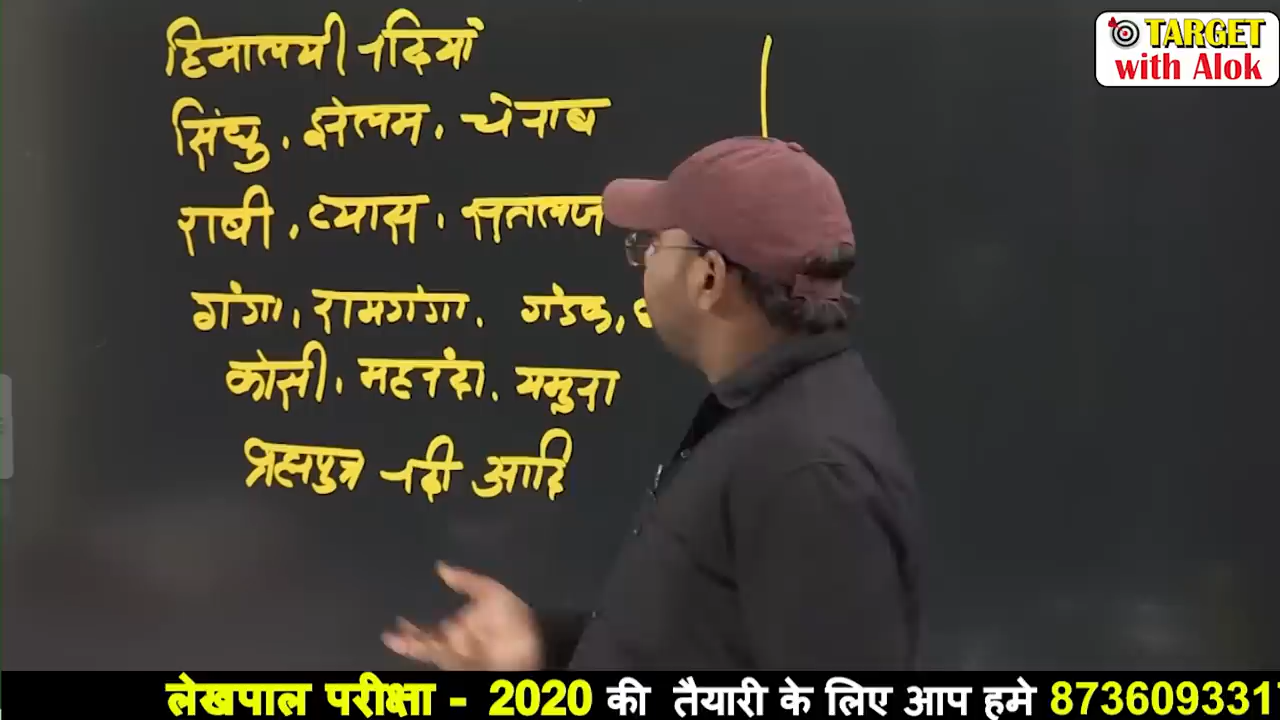 हिमालयी नदियाँ
सिंधु, झेलम, चेनाब
रावी, व्यास, सतलज
गंगा, रामगंगा, गंडक,
कोसी, महानंदा, यमुना
ब्रह्मपुत्र नदी आदि
TARGET
with Alok
लेखपाल परीक्षा - 2020 की तैयारी के लिए आप हमे 873609331